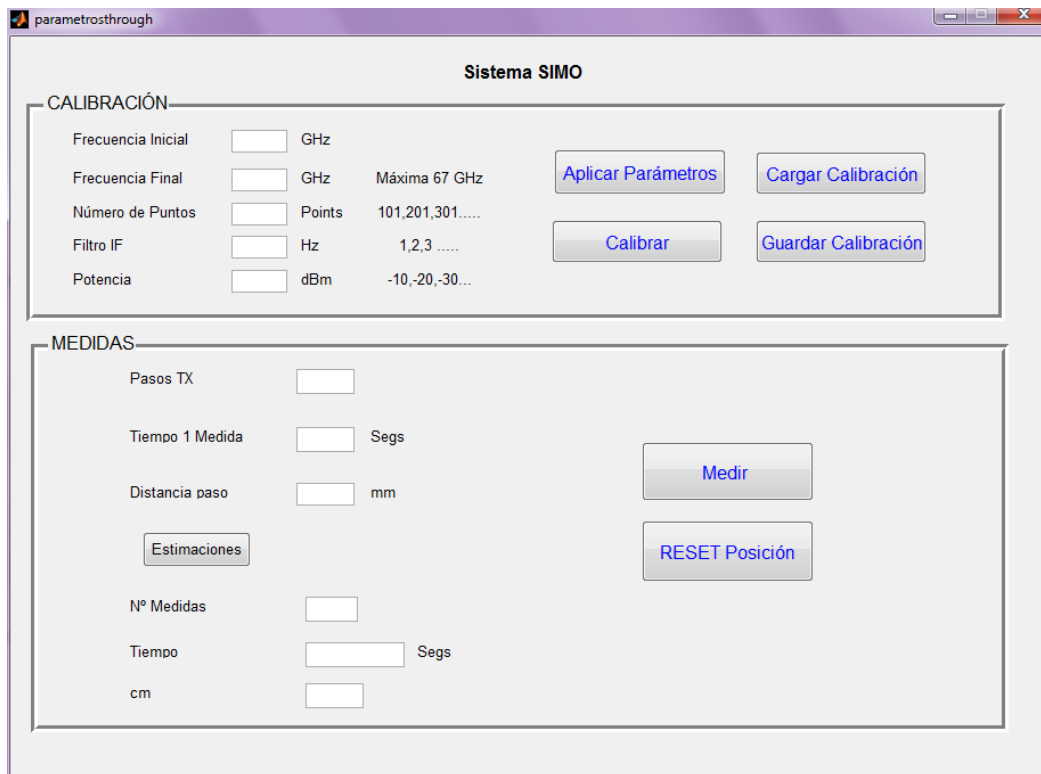 parametrosthrough
Sistema SIMO
CALIBRACIÓN
Frecuencia Inicial GHz
Frecuencia Final GHz Máxima 67 GHz
Número de Puntos Points 101,201,301.....
Filtro IF Hz 1,2,3 .....
Potencia dBm -10,-20,-30...
Aplicar Parámetros Cargar Calibración
Calibrar Guardar Calibración
MEDIDAS
Pasos TX
Tiempo 1 Medida Segs
Distancia paso mm
Estimaciones
Nº Medidas
Tiempo Segs
cm
Medir
RESET Posición